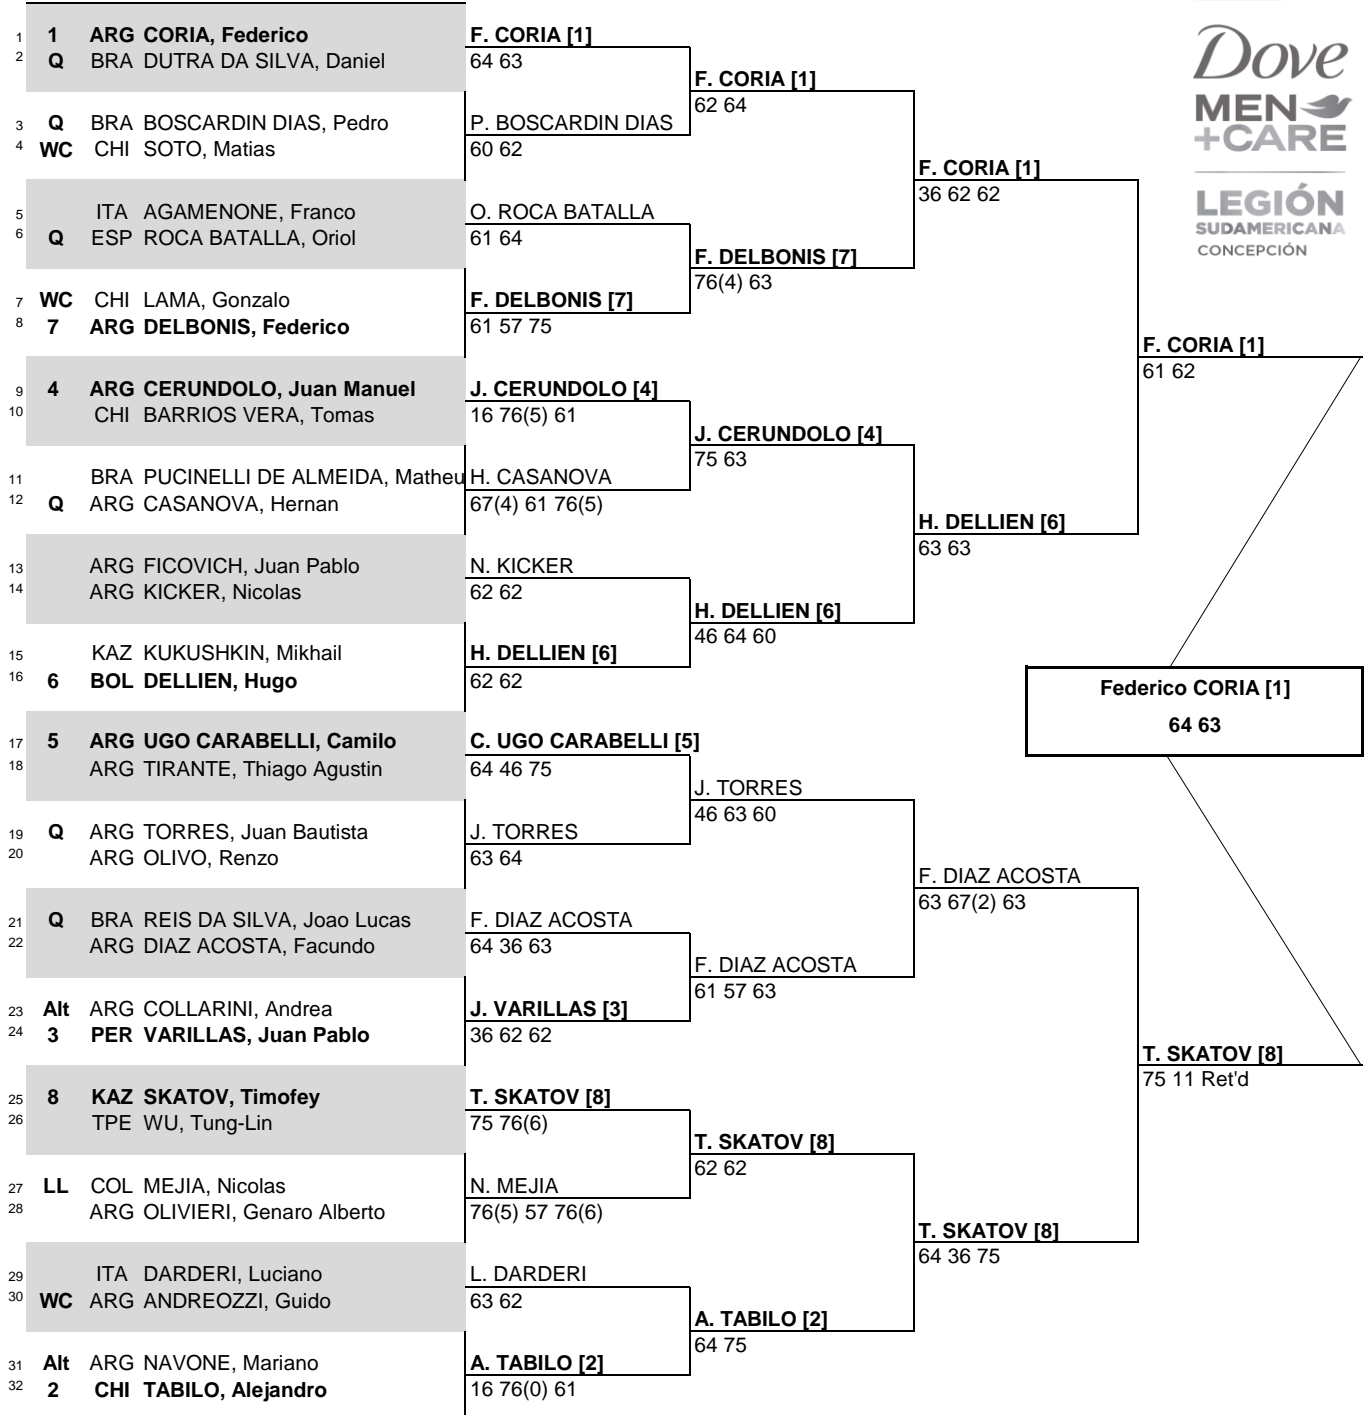 1 1 ARG CORIA, Federico
2 Q BRA DUTRA DA SILVA, Daniel
3 Q BRA BOSCARDIN DIAS, Pedro
4 WC CHI SOTO, Matias
5 ITA AGAMENONE, Franco
6 Q ESP ROCA BATALLA, Oriol
7 WC CHI LAMA, Gonzalo
8 7 ARG DELBONIS, Federico
9 4 ARG CERUNDOLO, Juan Manuel
10 CHI BARRIOS VERA, Tomas
11 BRA PUCINELLI DE ALMEIDA, Matheu
12 Q ARG CASANOVA, Hernan
13 ARG FICOVICH, Juan Pablo
14 ARG KICKER, Nicolas
15 KAZ KUKUSHKIN, Mikhail
16 6 BOL DELLIEN, Hugo
17 5 ARG UGO CARABELLI, Camilo
18 ARG TIRANTE, Thiago Agustin
19 Q ARG TORRES, Juan Bautista
20 ARG OLIVO, Renzo
21 Q BRA REIS DA SILVA, Joao Lucas
22 ARG DIAZ ACOSTA, Facundo
23 Alt ARG COLLARINI, Andrea
24 3 PER VARILLAS, Juan Pablo
25 8 KAZ SKATOV, Timofey
26 TPE WU, Tung-Lin
27 LL COL MEJIA, Nicolas
28 ARG OLIVIERI, Genaro Alberto
29 ITA DARDERI, Luciano
30 WC ARG ANDREOZZI, Guido
31 Alt ARG NAVONE, Mariano
32 2 CHI TABILO, Alejandro
F. CORIA [1]
64 63
P. BOSCARDIN DIAS
60 62
O. ROCA BATALLA
61 64
F. DELBONIS [7]
61 57 75
J. CERUNDOLO [4]
16 76(5) 61
H. CASANOVA
67(4) 61 76(5)
N. KICKER
62 62
H. DELLIEN [6]
62 62
C. UGO CARABELLI [5]
64 46 75
J. TORRES
63 64
F. DIAZ ACOSTA
64 36 63
J. VARILLAS [3]
36 62 62
T. SKATOV [8]
75 76(6)
N. MEJIA
76(5) 57 76(6)
L. DARDERI
63 62
A. TABILO [2]
16 76(0) 61
F. CORIA [1]
62 64
F. DELBONIS [7]
76(4) 63
J. CERUNDOLO [4]
75 63
H. DELLIEN [6]
46 64 60
J. TORRES
46 63 60
F. DIAZ ACOSTA
61 57 63
T. SKATOV [8]
62 62
A. TABILO [2]
64 75
F. CORIA [1]
36 62 62
H. DELLIEN [6]
63 63
F. DIAZ ACOSTA
63 67(2) 63
T. SKATOV [8]
64 36 75
F. CORIA [1]
61 62
T. SKATOV [8]
75 11 Ret'd
Federico CORIA [1]
64 63
Dove
MEN
+CARE
LEGIÓN
SUDAMERICANA
CONCEPCIÓN